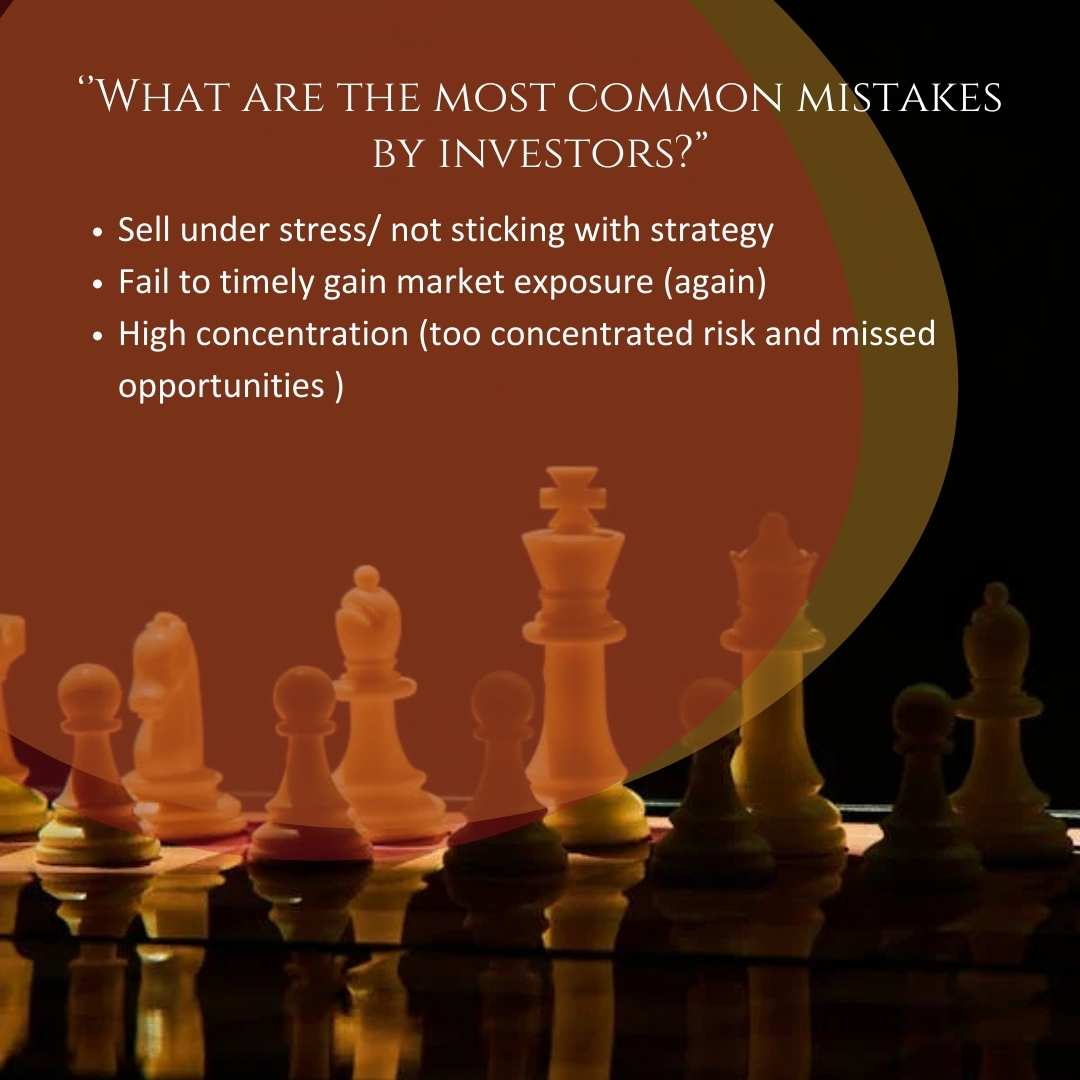 ‘’What are the most common mistakes
by investors?”
• Sell under stress/ not sticking with strategy
• Fail to timely gain market exposure (again)
• High concentration (too concentrated risk and missed
opportunities )